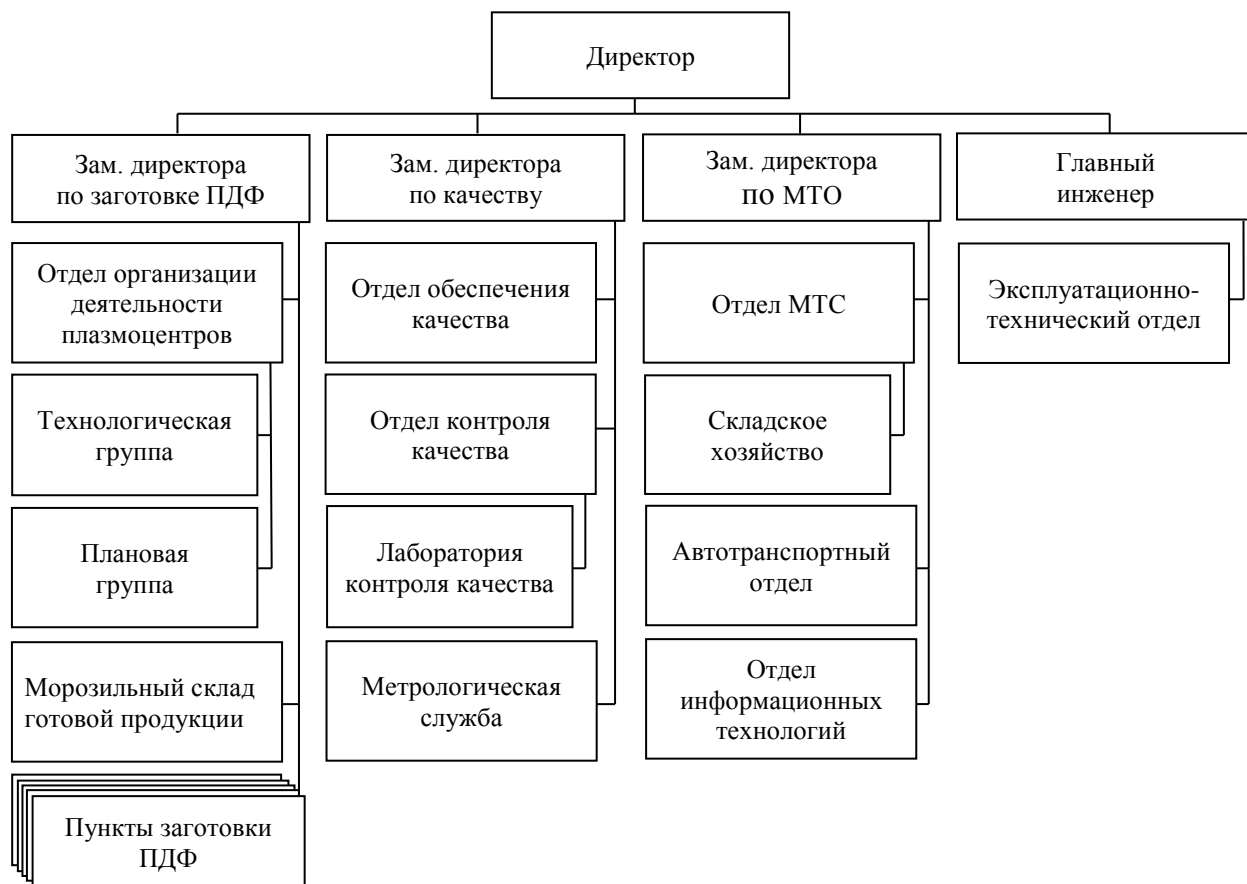 Директор
Зам. директора
по заготовке ПДФ
Зам. директора
по качеству
Зам. директора
по МТО
Главный
инженер
Отдел организации
деятельности
плазмоцентров
Отдел обеспечения
качества
Отдел МТС
Эксплуатационно-
технический отдел
Технологическая
группа
Отдел контроля
качества
Складское
хозяйство
Плановая
группа
Лаборатория
контроля качества
Автотранспортный
отдел
Морозильный склад
готовой продукции
Метрологическая
служба
Отдел
информационных
технологий
Пункты заготовки
ПДФ